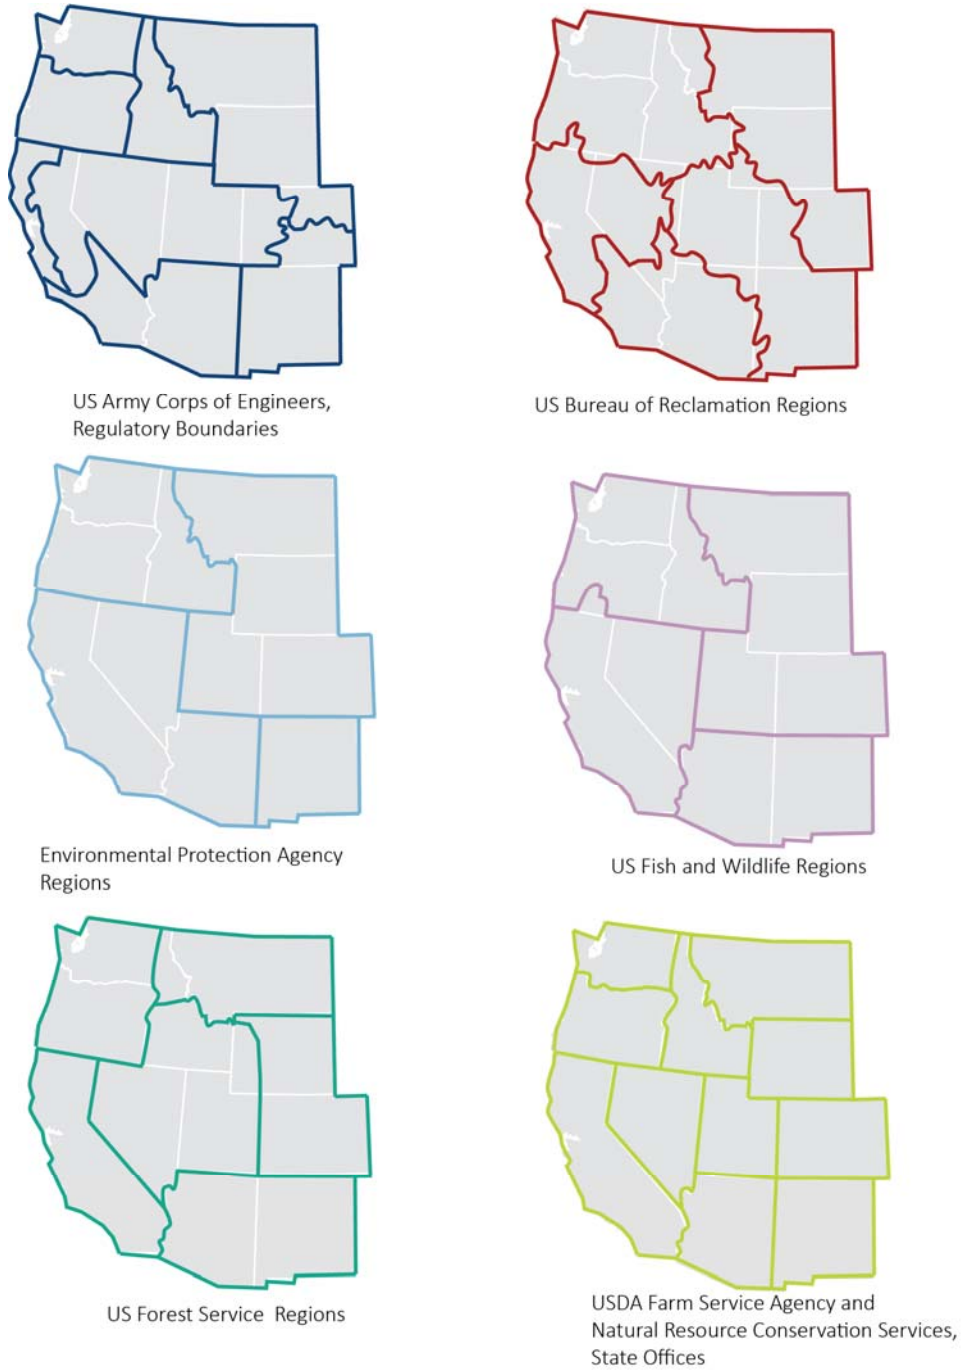 US Army Corps of Engineers,
Regulatory Boundaries
US Bureau of Reclamation Regions
Environmental Protection Agency
Regions
US Fish and Wildlife Regions
US Forest Service Regions
USDA Farm Service Agency and
Natural Resource Conservation Services,
State Offices